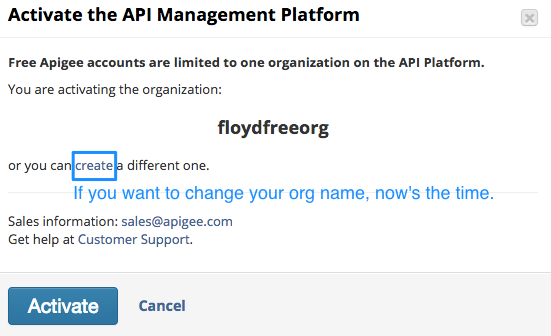 Activate the API Management Platform
Free Apigee accounts are limited to one organization on the API Platform.
You are activating the organization:
floydfreeorg
or you can create a different one.
If you want to change your org name, now's the time.
Sales information: sales@apigee.com
Get help at Customer Support.
Activate Cancel